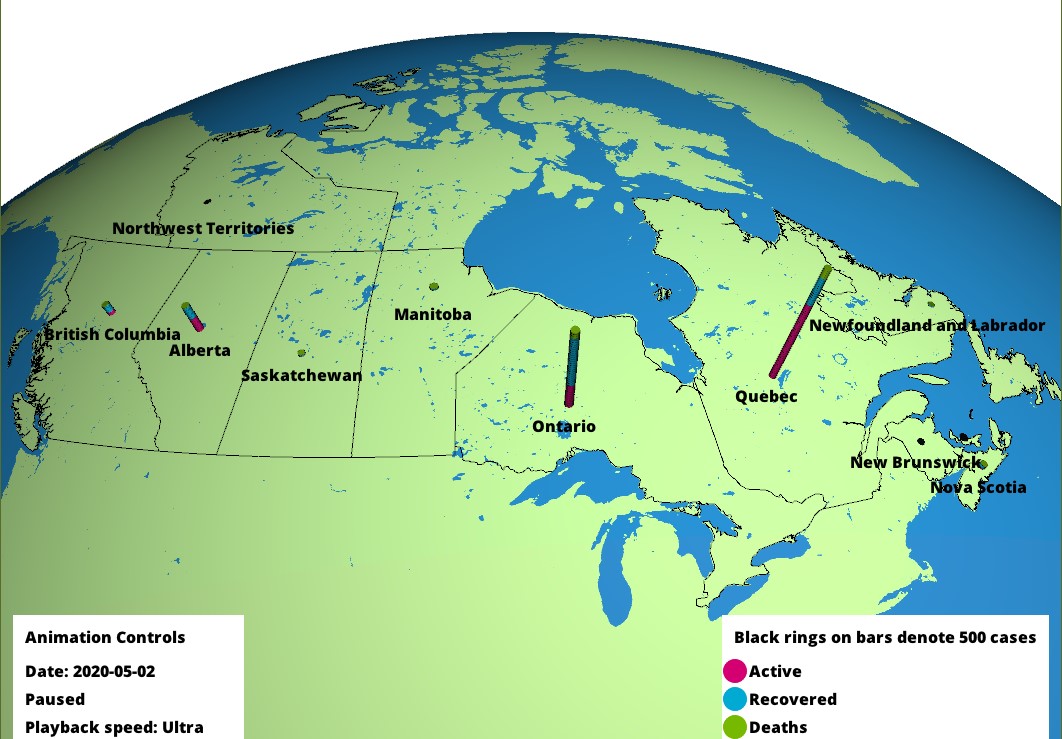 Northwest Territories
Manitoba
Newfoundland and Labrador
British Columbia
Alberta
Saskatchewan
Quebec
Ontario
New Brunswick
Nova Scotia
Animation Controls
Date: 2020-05-02
Paused
Playback speed: Ultra
Black rings on bars denote 500 cases
Active
Recovered
Deaths